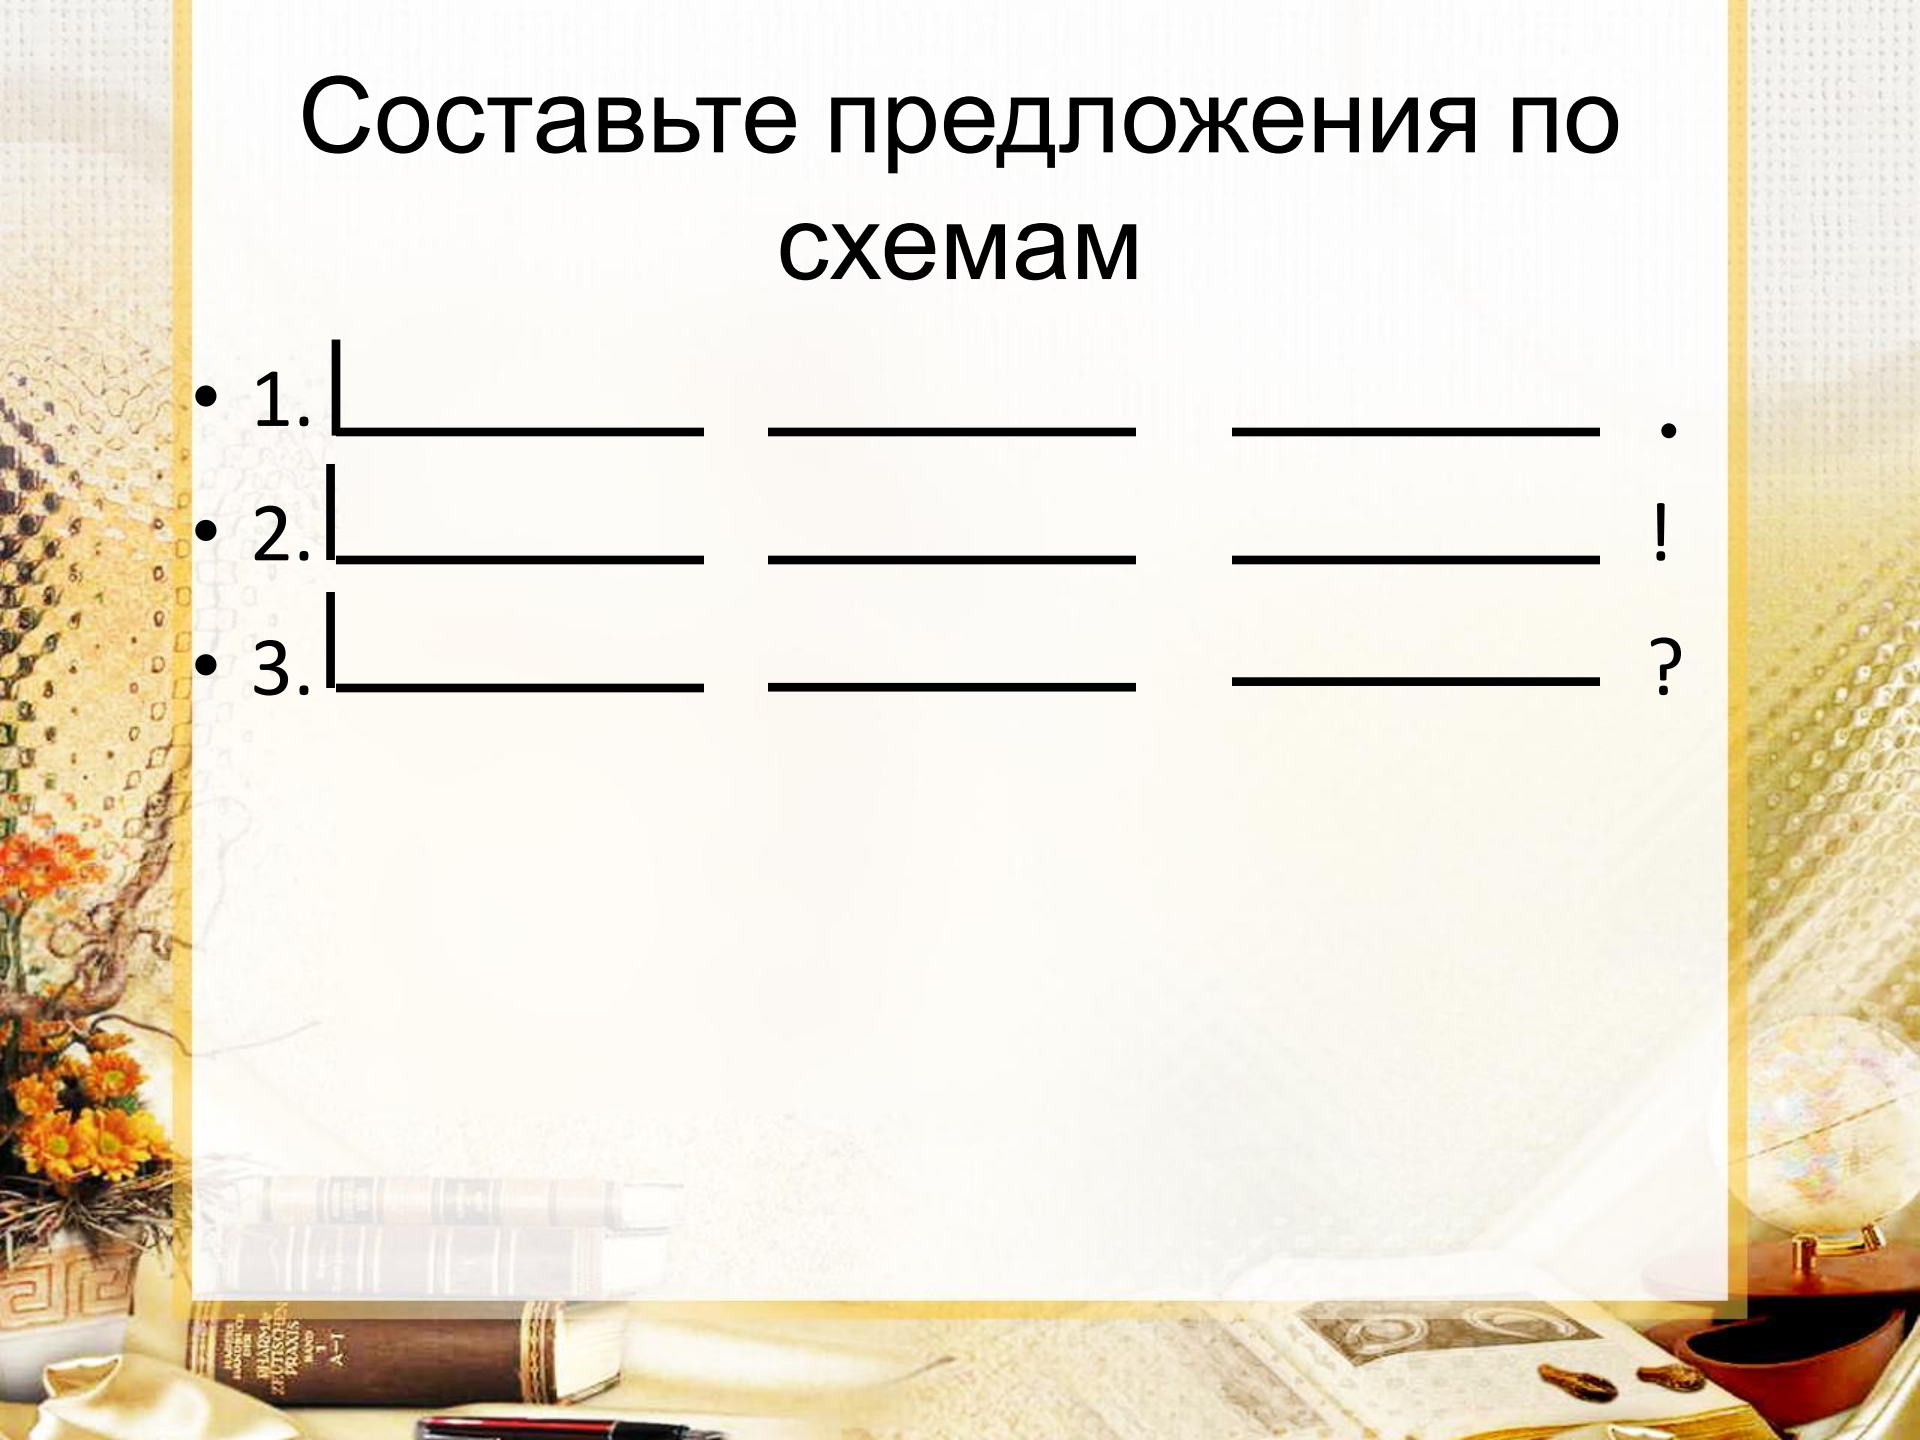 Составьте предложения по
схемам
• 1. .
• 2. !
• 3. ?
A-J